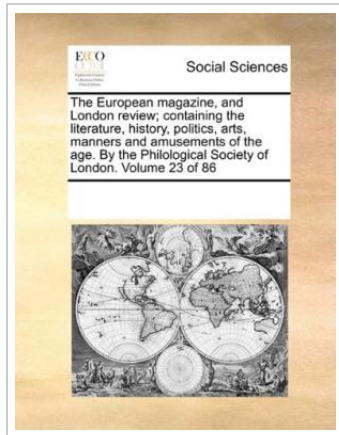 ECCO
Social Sciences
The European magazine, and
London review; containing the
literature, history, politics, arts,
manners and amusements of the
age. By the Philological Society of
London. Volume 23 of 86